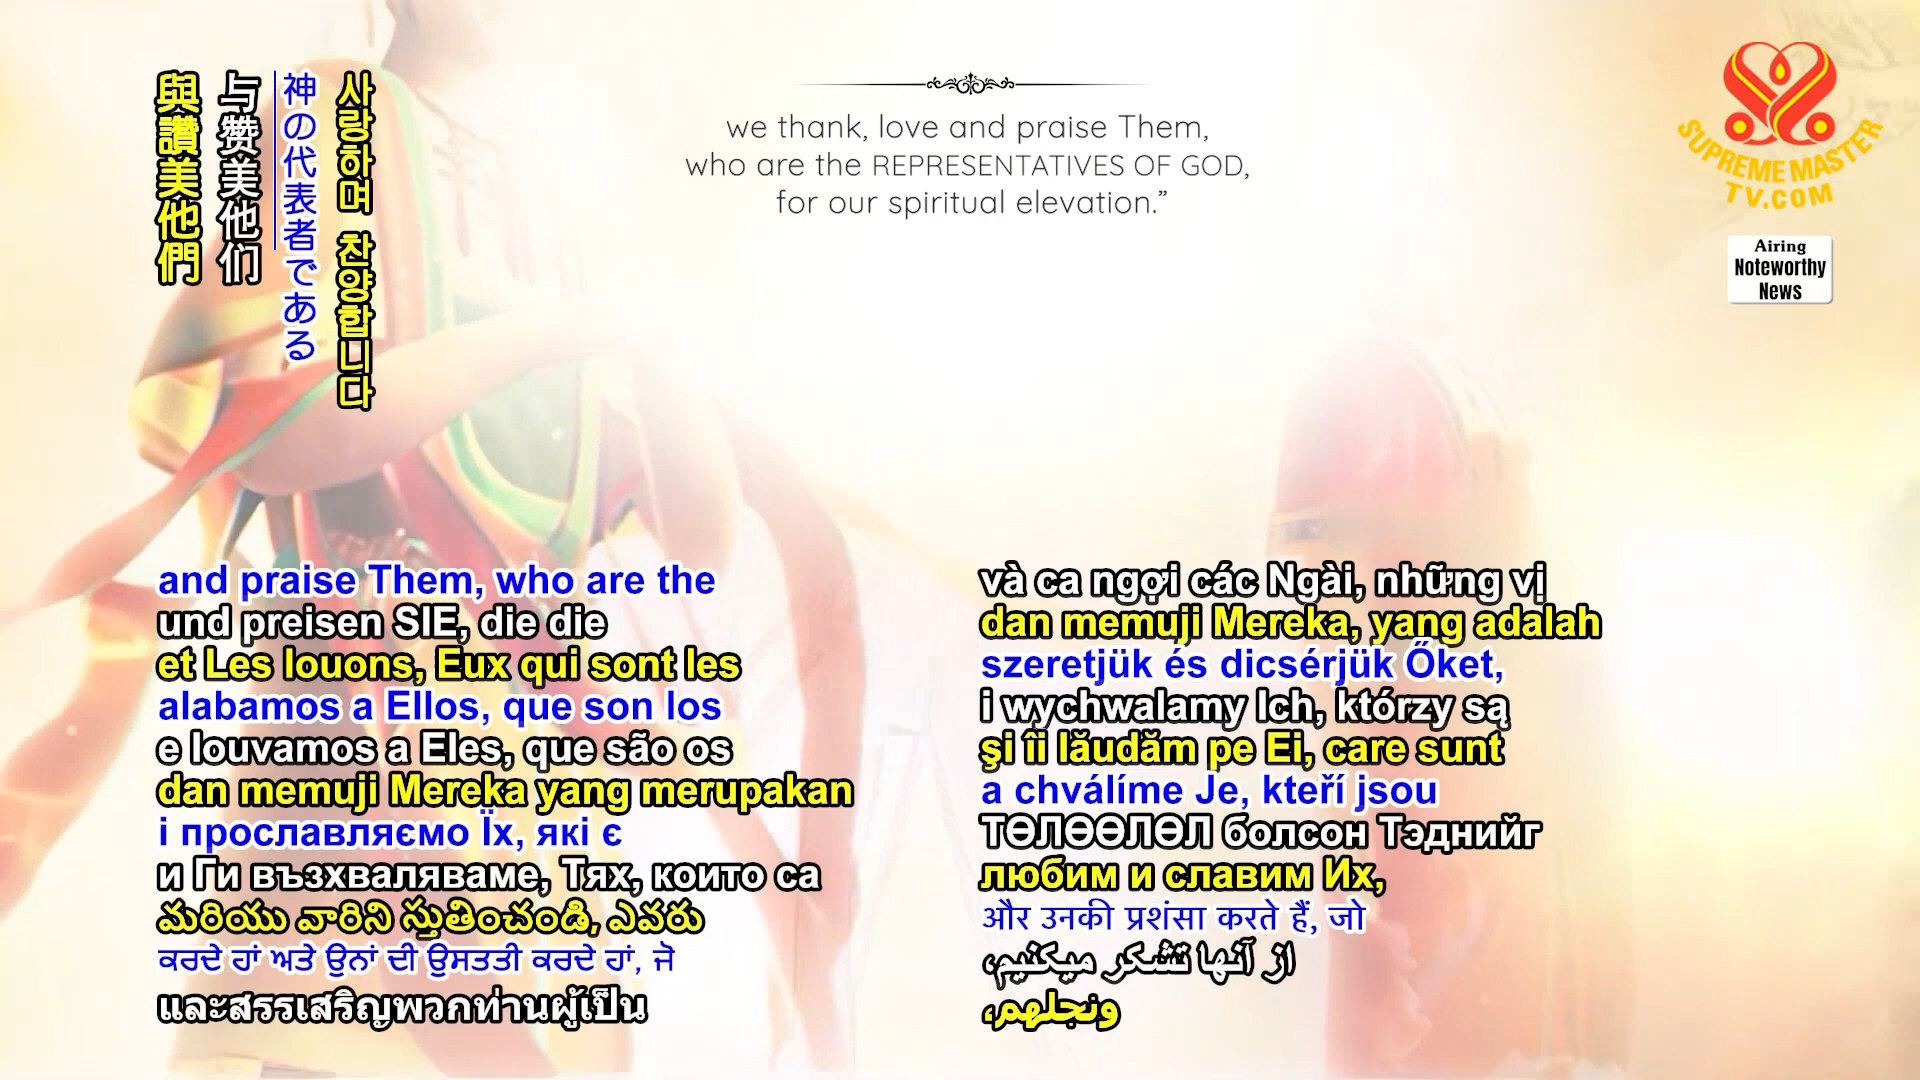 we thank, love and praise Them,
who are the REPRESENTATIVES OF GOD,
for our spiritual elevation.”
SUPREME MASTER
TV.COM
Airing
Noteworthy
News
사랑하며 찬양합니다
神の代表者である
与赞美他们
與讚美他們
and praise Them, who are the
und preisen SIE, die die
et Les louons, Eux qui sont les
alabamos a Ellos, que son los
e louvamos a Eles, que são os
dan memuji Mereka yang merupakan
і прославляємо Їх, які є
и Ги възхваляваме, Тях, които са
మరియు వారిని స్తుతించండి, ఎవరు
ਕਰਦੇ ਹਾਂ ਅਤੇ ਉਨਾਂ ਦੀ ਉਸਤਤੀ ਕਰਦੇ ਹਾਂ, ਜੋ
และสรรเสริญพวกท่านผู้เป็น
và ca ngợi các Ngài, những vị
dan memuji Mereka, yang adalah
szeretjük és dicsérjük Őket,
i wychwalamy Ich, którzy są
şi îi lăudăm pe Ei, care sunt
a chválíme Je, kteří jsou
ТӨЛӨӨЛӨЛ болсон Тэднийг
любим и славим Их,
और उनकी प्रशंसा करते हैं, जो
از آنها تشکر میکنیم،
ونجلهم،